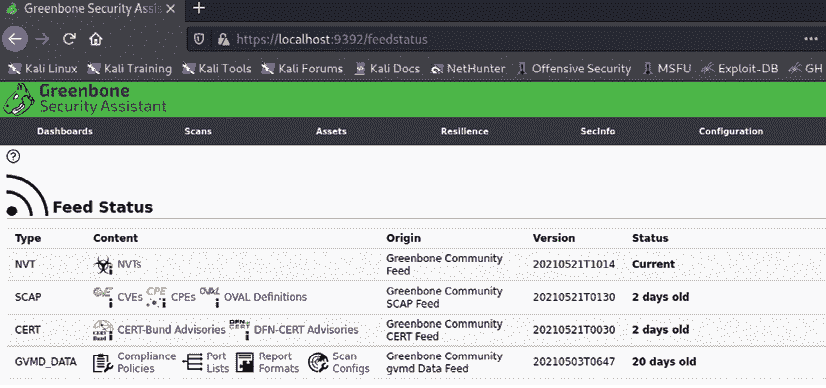 Greenbone Security Assis
https://localhost:9392/feedstatus
Kali Linux Kali Training Kali Tools Kali Forums Kali Docs NetHunter Offensive Security MSFU Exploit-DB GH
Greenbone
Security Assistant
Dashboards Scans Assets Resilience SecInfo Configuration
Feed Status
Type Content Origin Version Status
NVT NVTs Greenbone Community Feed 20210521T1014 Current
SCAP CVE CVEs CPE CPEs OVAL OVAL Definitions Greenbone Community SCAP Feed 20210521T0130 2 days old
CERT CERT-Bund Advisories DFN-CERT Advisories Greenbone Community CERT Feed 20210521T0030 2 days old
GVMD_DATA Compliance Policies Port Lists Report Formats Scan Configs Greenbone Community gvmd Data Feed 20210503T0647 20 days old